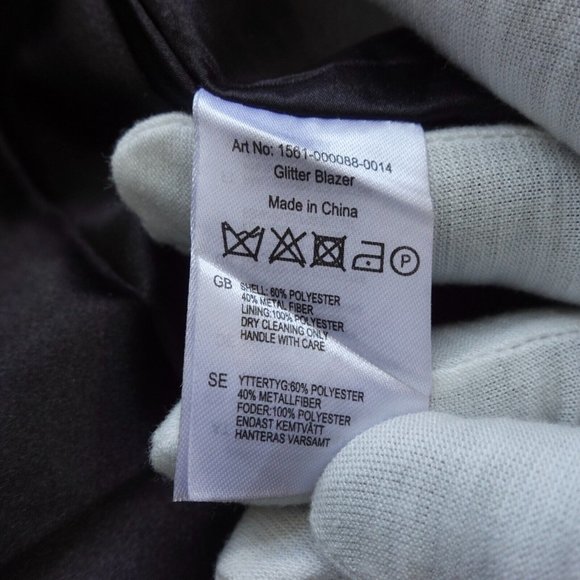 Art No: 1561-000088-0014
Glitter Blazer
Made in China
P
GB SHELL: 60% POLYESTER
40% METAL FIBER
LINING:100% POLYESTER
DRY CLEANING ONLY
HANDLE WITH CARE
SE YTTERTYG:60% POLYESTER
40% METALLFIBER
FODER:100% POLYESTER
ENDAST KEMTVÄTT
HANTERAS VARSAMT